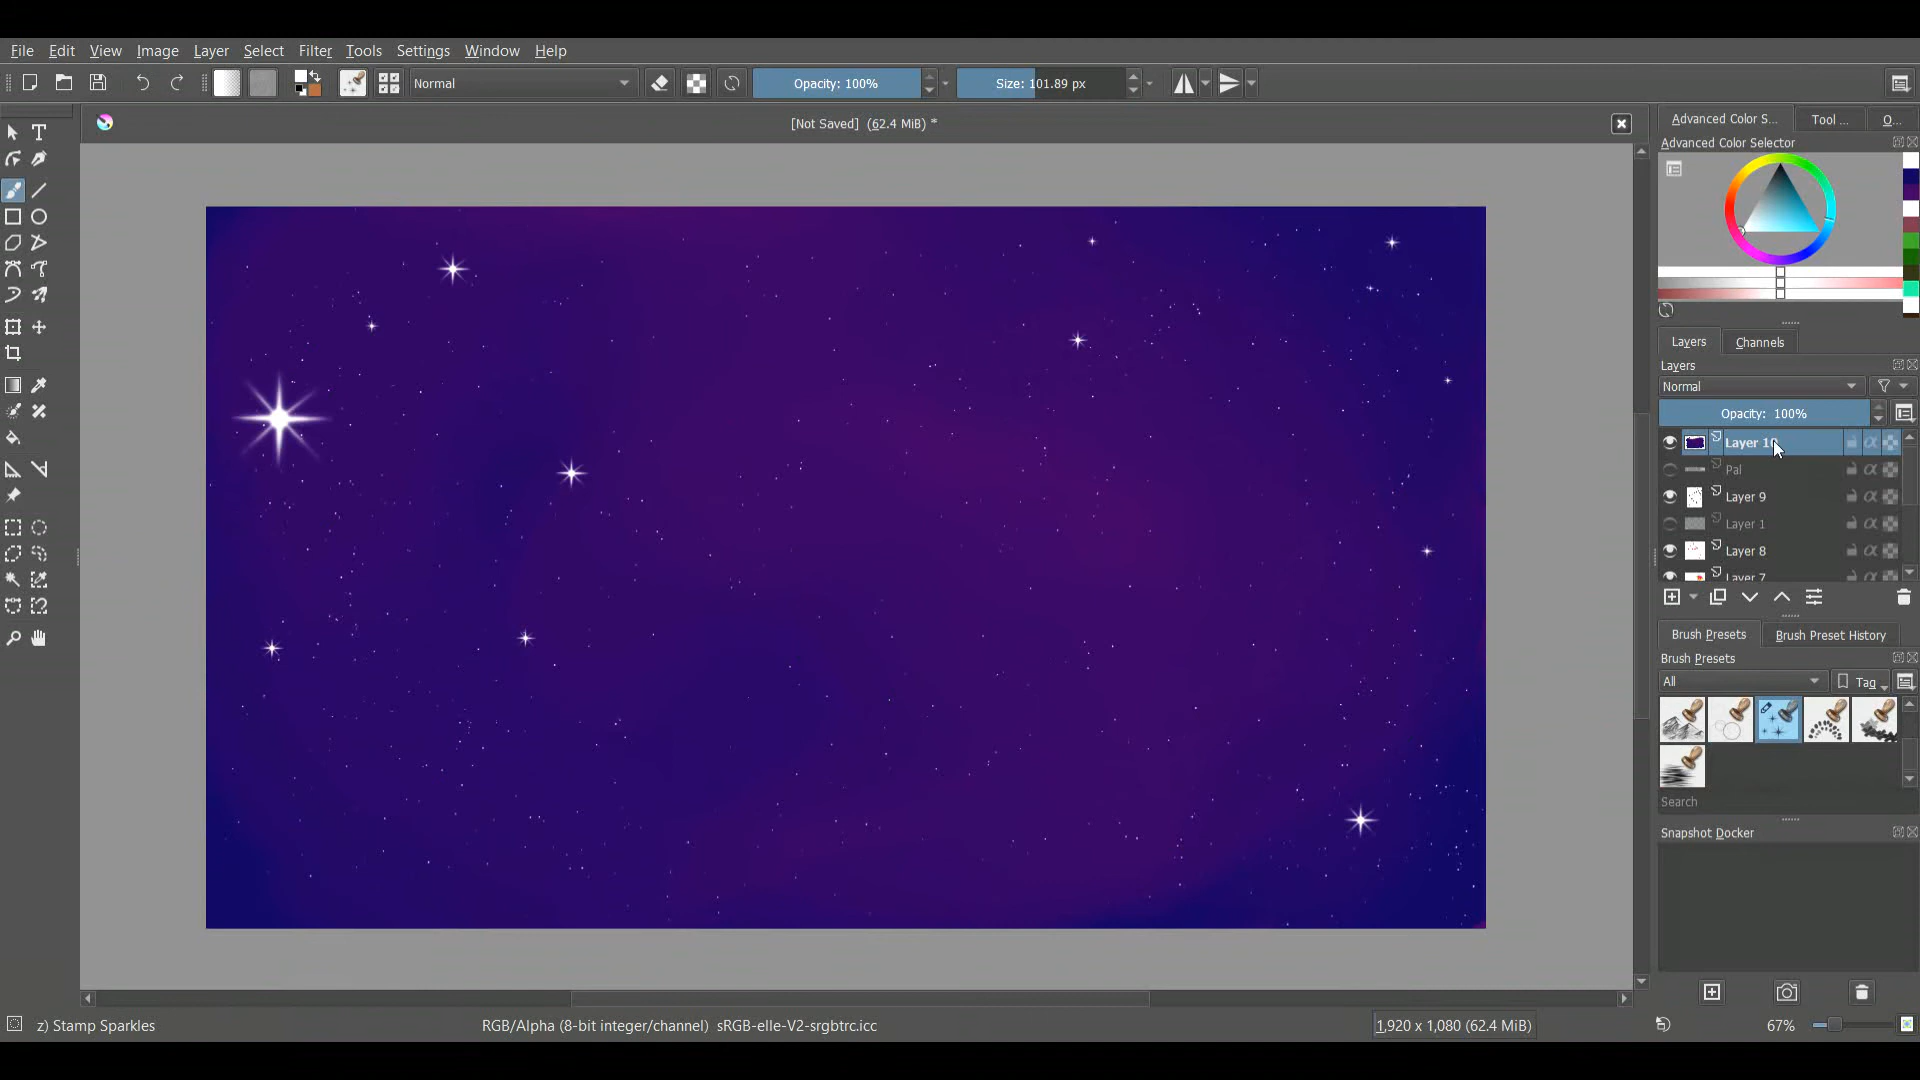 File Edit View Image Layer Select Filter Tools Settings Window Help
Normal Opacity: 100% Size: 101.89 px
[Not Saved] (62.4 MiB) *
Advanced Color S... Tool ... O...
Advanced Color Selector
Layers Channels
Layers
Normal
Opacity: 100%
Layer 10
Pal
Layer 9
Layer 1
Layer 8
Layer 7
Brush Presets Brush Preset History
Brush Presets
All Tag
Search
Snapshot Docker
z) Stamp Sparkles RGB/Alpha (8-bit integer/channel) sRGB-elle-V2-srgbtrc.icc 1,920 x 1,080 (62.4 MiB) 67%